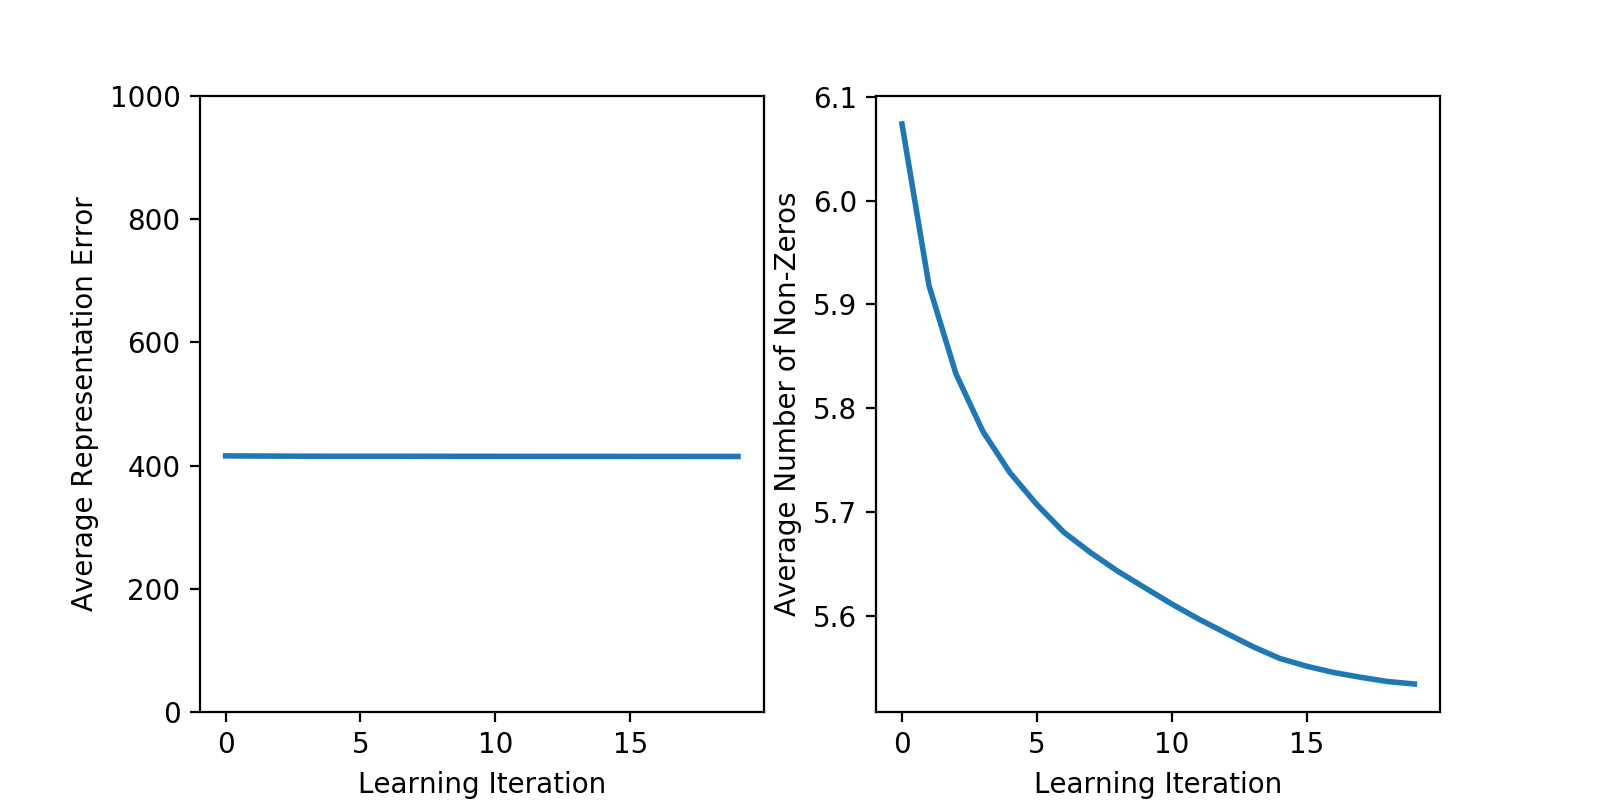 Average Representation Error
1000
800
600
400
200
0
0 5 10 15
Learning Iteration
Average Number of Non-Zeros
6.1
6.0
5.9
5.8
5.7
5.6
0 5 10 15
Learning Iteration